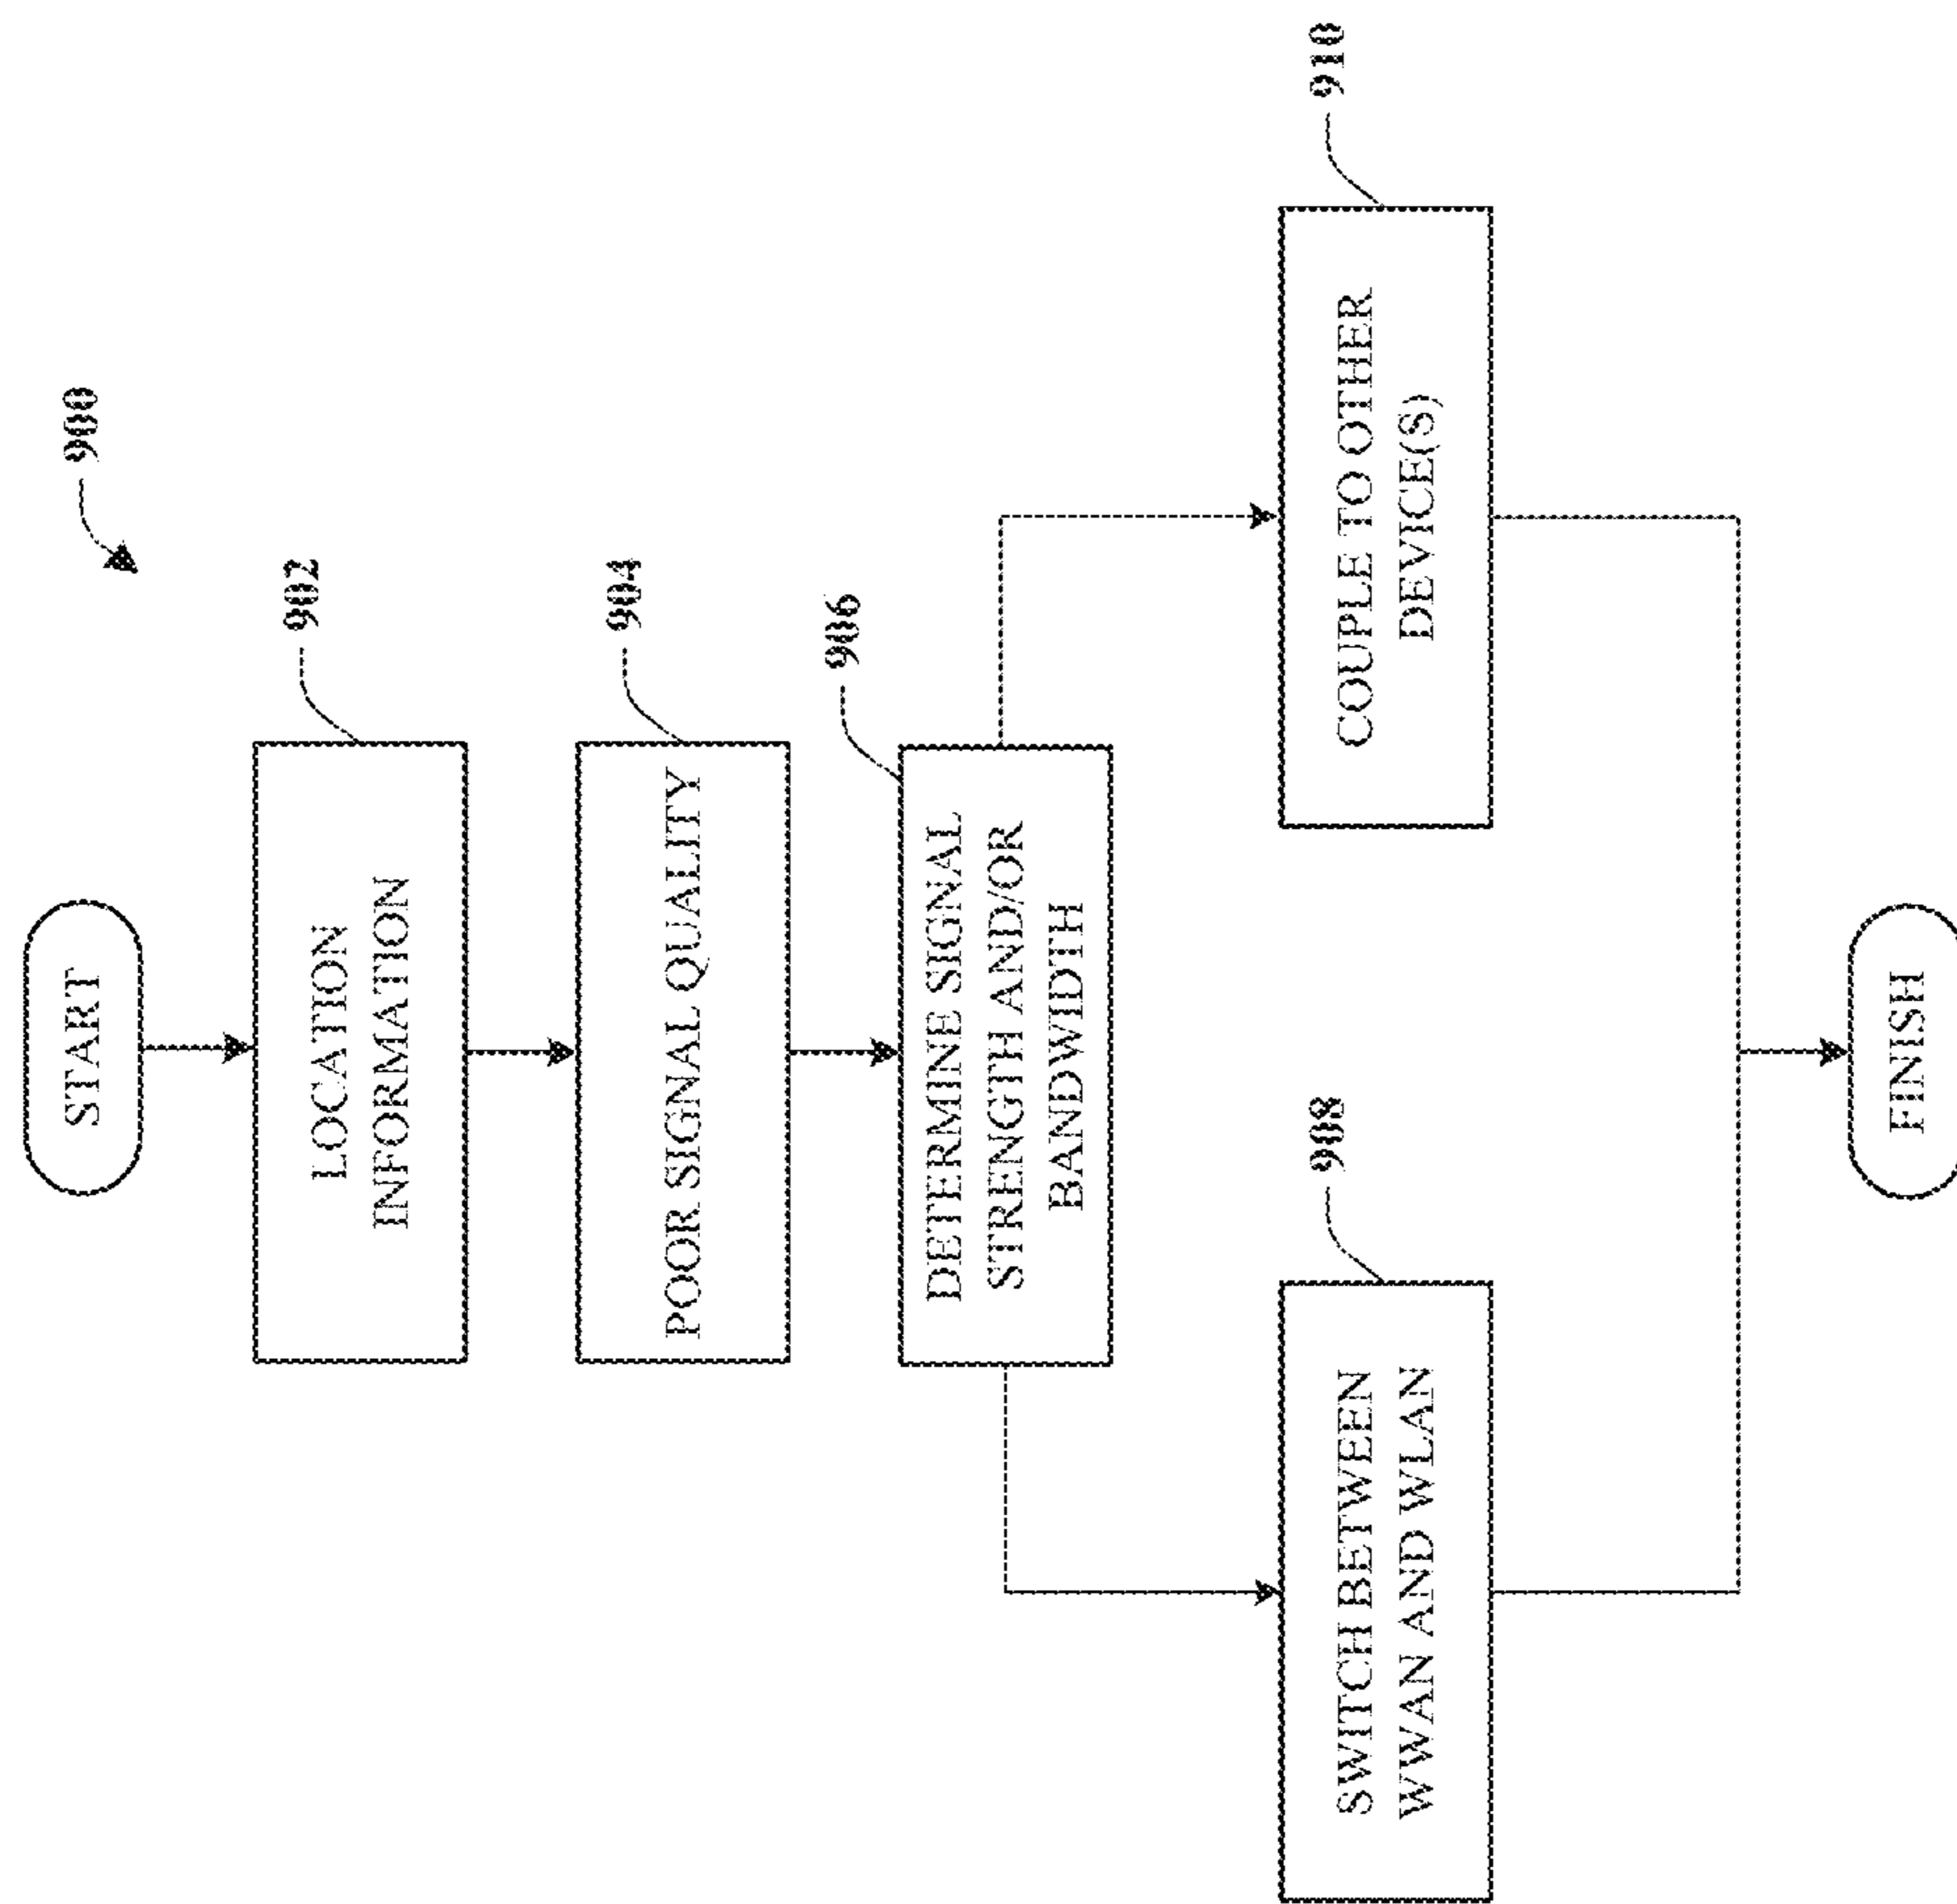 900
START
902
LOCATION
INFORMATION
904
POOR SIGNAL QUALITY
906
DETERMINE SIGNAL
STRENGTH AND/OR
BANDWIDTH
908
SWITCH BETWEEN
WWAN AND WLAN
910
COUPLE TO OTHER
DEVICE(S)
FINISH